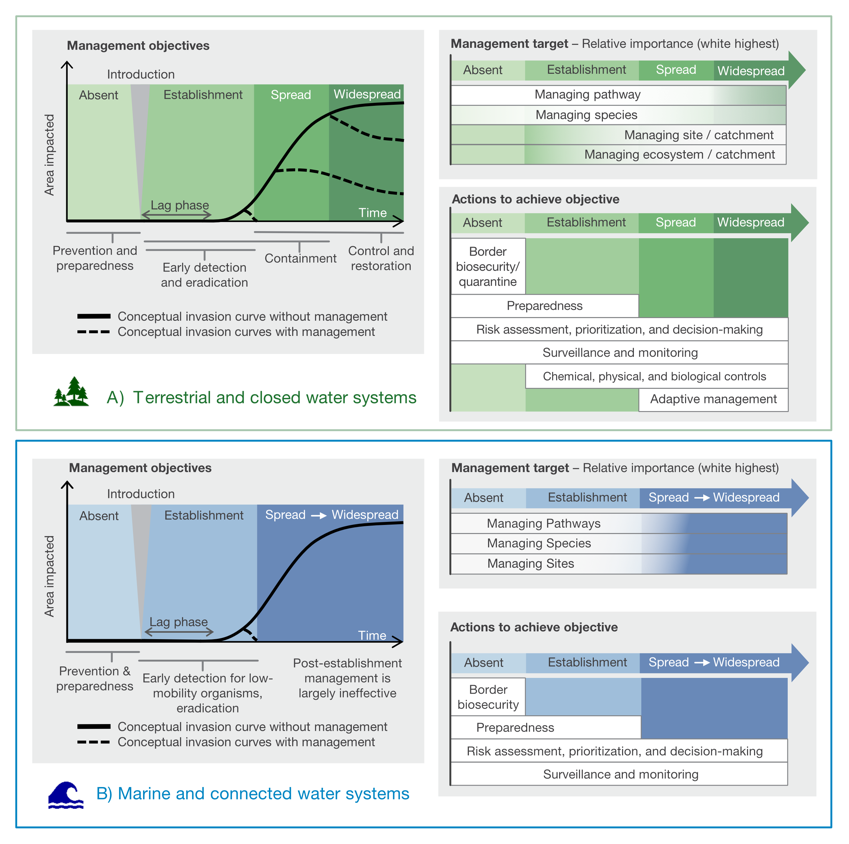 Management objectives
Introduction
Absent
Establishment
Spread
Widespread
Area impacted
Lag phase
Time
Prevention and
preparedness
Early detection
and eradication
Containment
Control and
restoration
Conceptual invasion curve without management
Conceptual invasion curves with management
A) Terrestrial and closed water systems
Management target – Relative importance (white highest)
Absent
Establishment
Spread
Widespread
Managing pathway
Managing species
Managing site / catchment
Managing ecosystem / catchment
Actions to achieve objective
Absent
Establishment
Spread
Widespread
Border
biosecurity/
quarantine
Preparedness
Risk assessment, prioritization, and decision-making
Surveillance and monitoring
Chemical, physical, and biological controls
Adaptive management
Management objectives
Introduction
Absent
Establishment
Spread → Widespread
Area impacted
Lag phase
Time
Prevention &
preparedness
Early detection for low-
mobility organisms,
eradication
Post-establishment
management is
largely ineffective
Conceptual invasion curve without management
Conceptual invasion curves with management
B) Marine and connected water systems
Management target – Relative importance (white highest)
Absent
Establishment
Spread → Widespread
Managing Pathways
Managing Species
Managing Sites
Actions to achieve objective
Absent
Establishment
Spread → Widespread
Border
biosecurity
Preparedness
Risk assessment, prioritization, and decision-making
Surveillance and monitoring